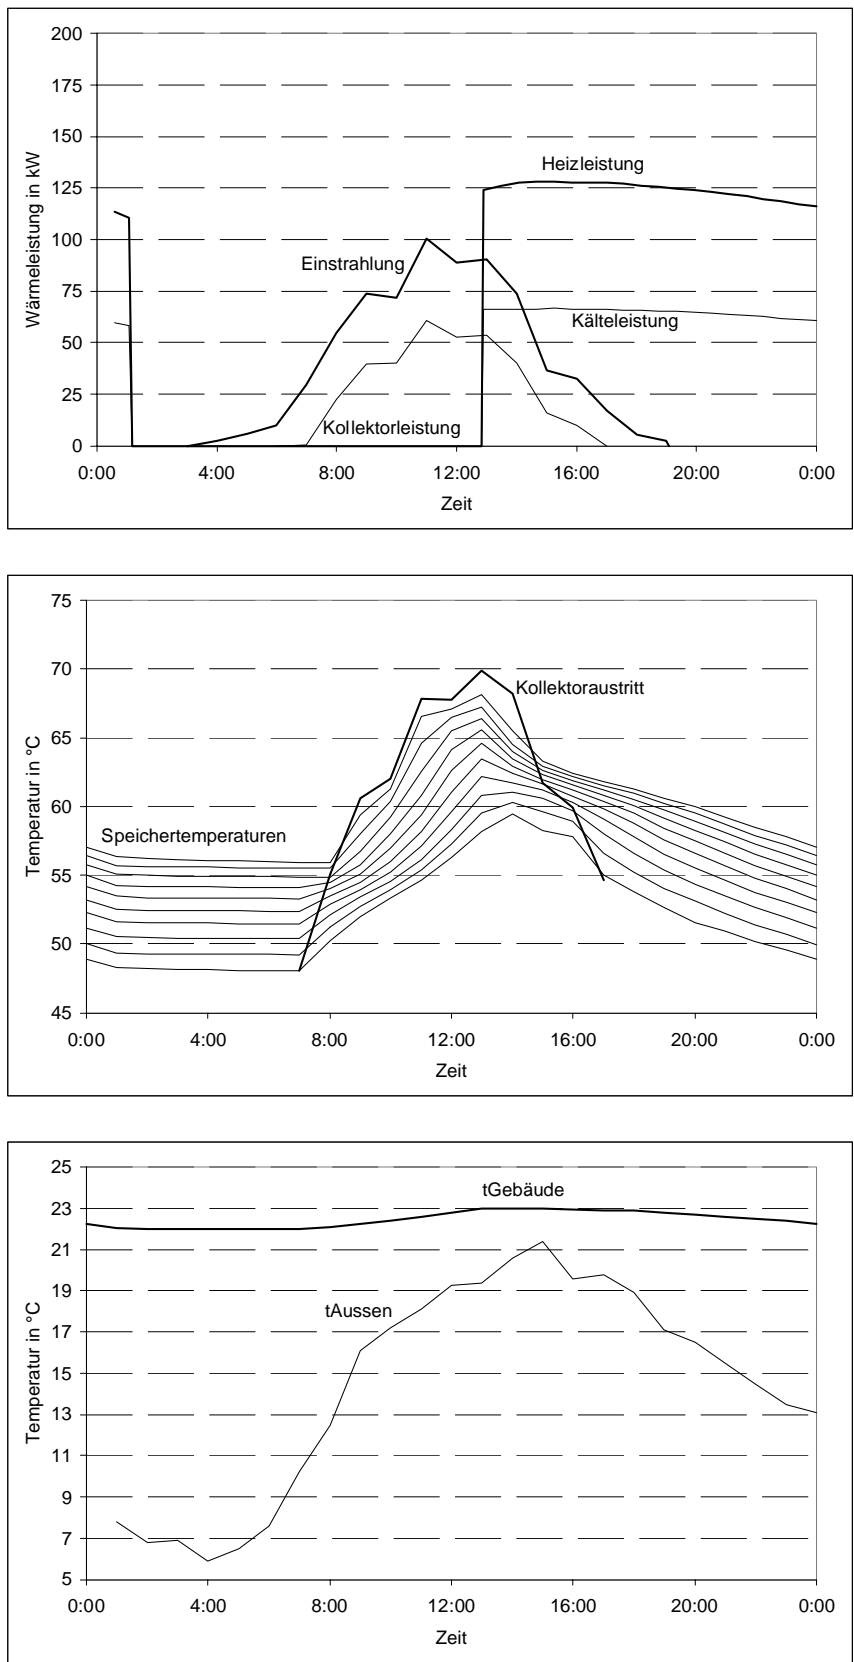 200
175
150
125
100
75
50
25
0
Wärmeleistung in kW
Heizleistung
Einstrahlung
Kälteleistung
Kollektorleistung
0:00 4:00 8:00 12:00 16:00 20:00 0:00
Zeit
75
70
65
60
55
50
45
Temperatur in °C
Kollektoraustritt
Speichertemperaturen
0:00 4:00 8:00 12:00 16:00 20:00 0:00
Zeit
25
23
21
19
17
15
13
11
9
7
5
Temperatur in °C
tGebäude
tAussen
0:00 4:00 8:00 12:00 16:00 20:00 0:00
Zeit